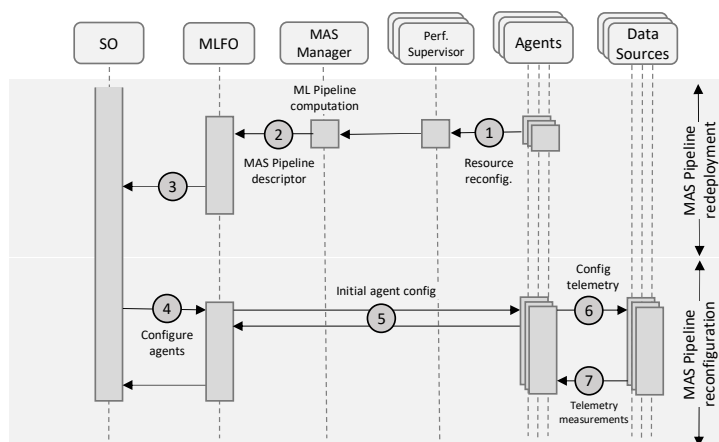 SO
MLFO
MAS
Manager
Perf.
Supervisor
Agents
Data
Sources
ML Pipeline
computation
2
1
MAS Pipeline
descriptor
Resource
reconfig.
3
MAS Pipeline
redeployment
4
Configure
agents
Initial agent config
5
Config
telemetry
6
7
Telemetry
measurements
MAS Pipeline
reconfiguration